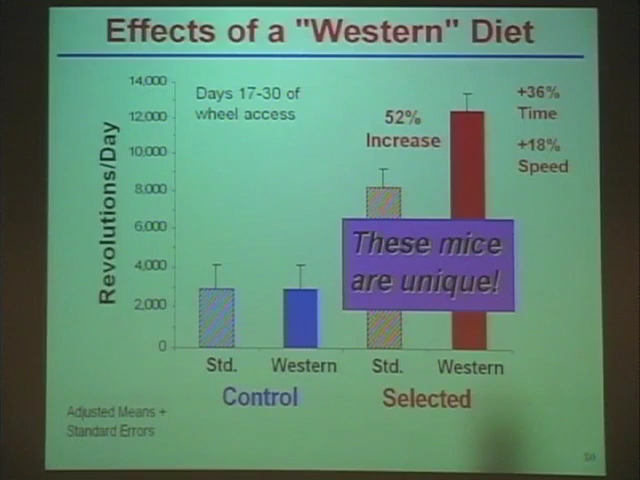 Effects of a "Western" Diet
14,000
12,000
10,000
8,000
6,000
4,000
2,000
0
Revolutions/Day
Days 17-30 of
wheel access
52%
Increase
+36%
Time
+18%
Speed
These mice
are unique!
Std.
Western
Std.
Western
Control
Selected
Adjusted Means +
Standard Errors